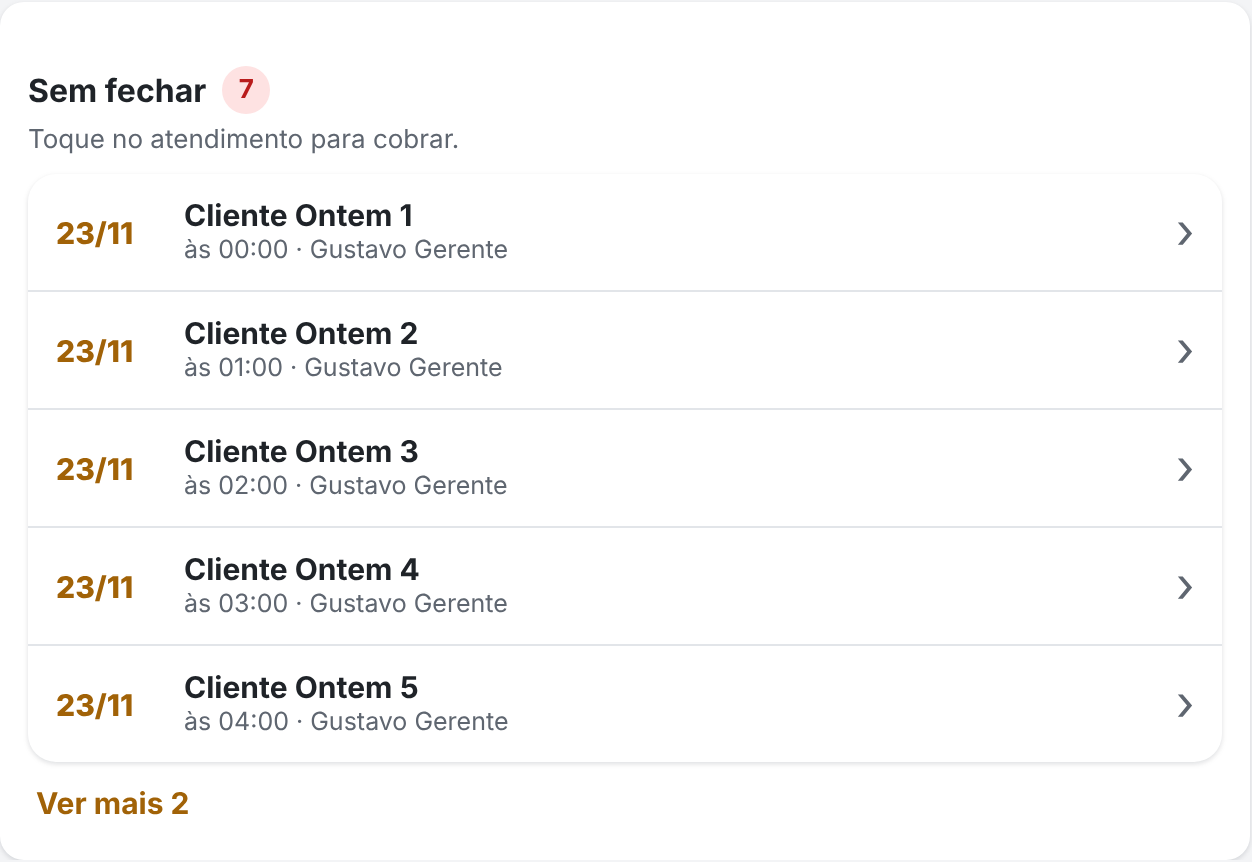 Sem fechar 7
Toque no atendimento para cobrar.
23/11 Cliente Ontem 1
às 00:00 · Gustavo Gerente
23/11 Cliente Ontem 2
às 01:00 · Gustavo Gerente
23/11 Cliente Ontem 3
às 02:00 · Gustavo Gerente
23/11 Cliente Ontem 4
às 03:00 · Gustavo Gerente
23/11 Cliente Ontem 5
às 04:00 · Gustavo Gerente
Ver mais 2